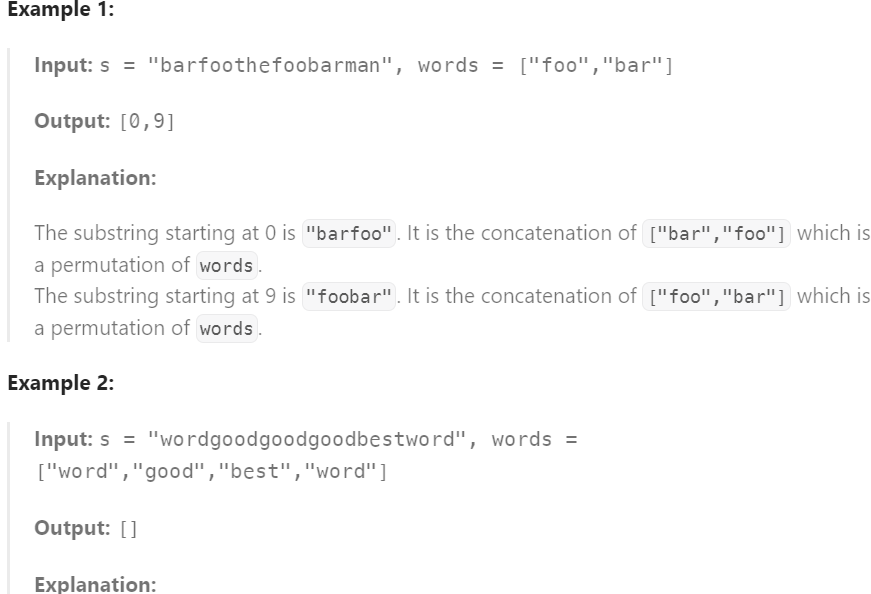 Example 1:
Input: s = "barfoothefoobarman", words = ["foo","bar"]
Output: [0,9]
Explanation:
The substring starting at 0 is "barfoo". It is the concatenation of ["bar","foo"] which is
a permutation of words.
The substring starting at 9 is "foobar". It is the concatenation of ["foo","bar"] which is
a permutation of words.
Example 2:
Input: s = "wordgoodgoodgoodbestword", words =
["word","good","best","word"]
Output: []
Explanation: